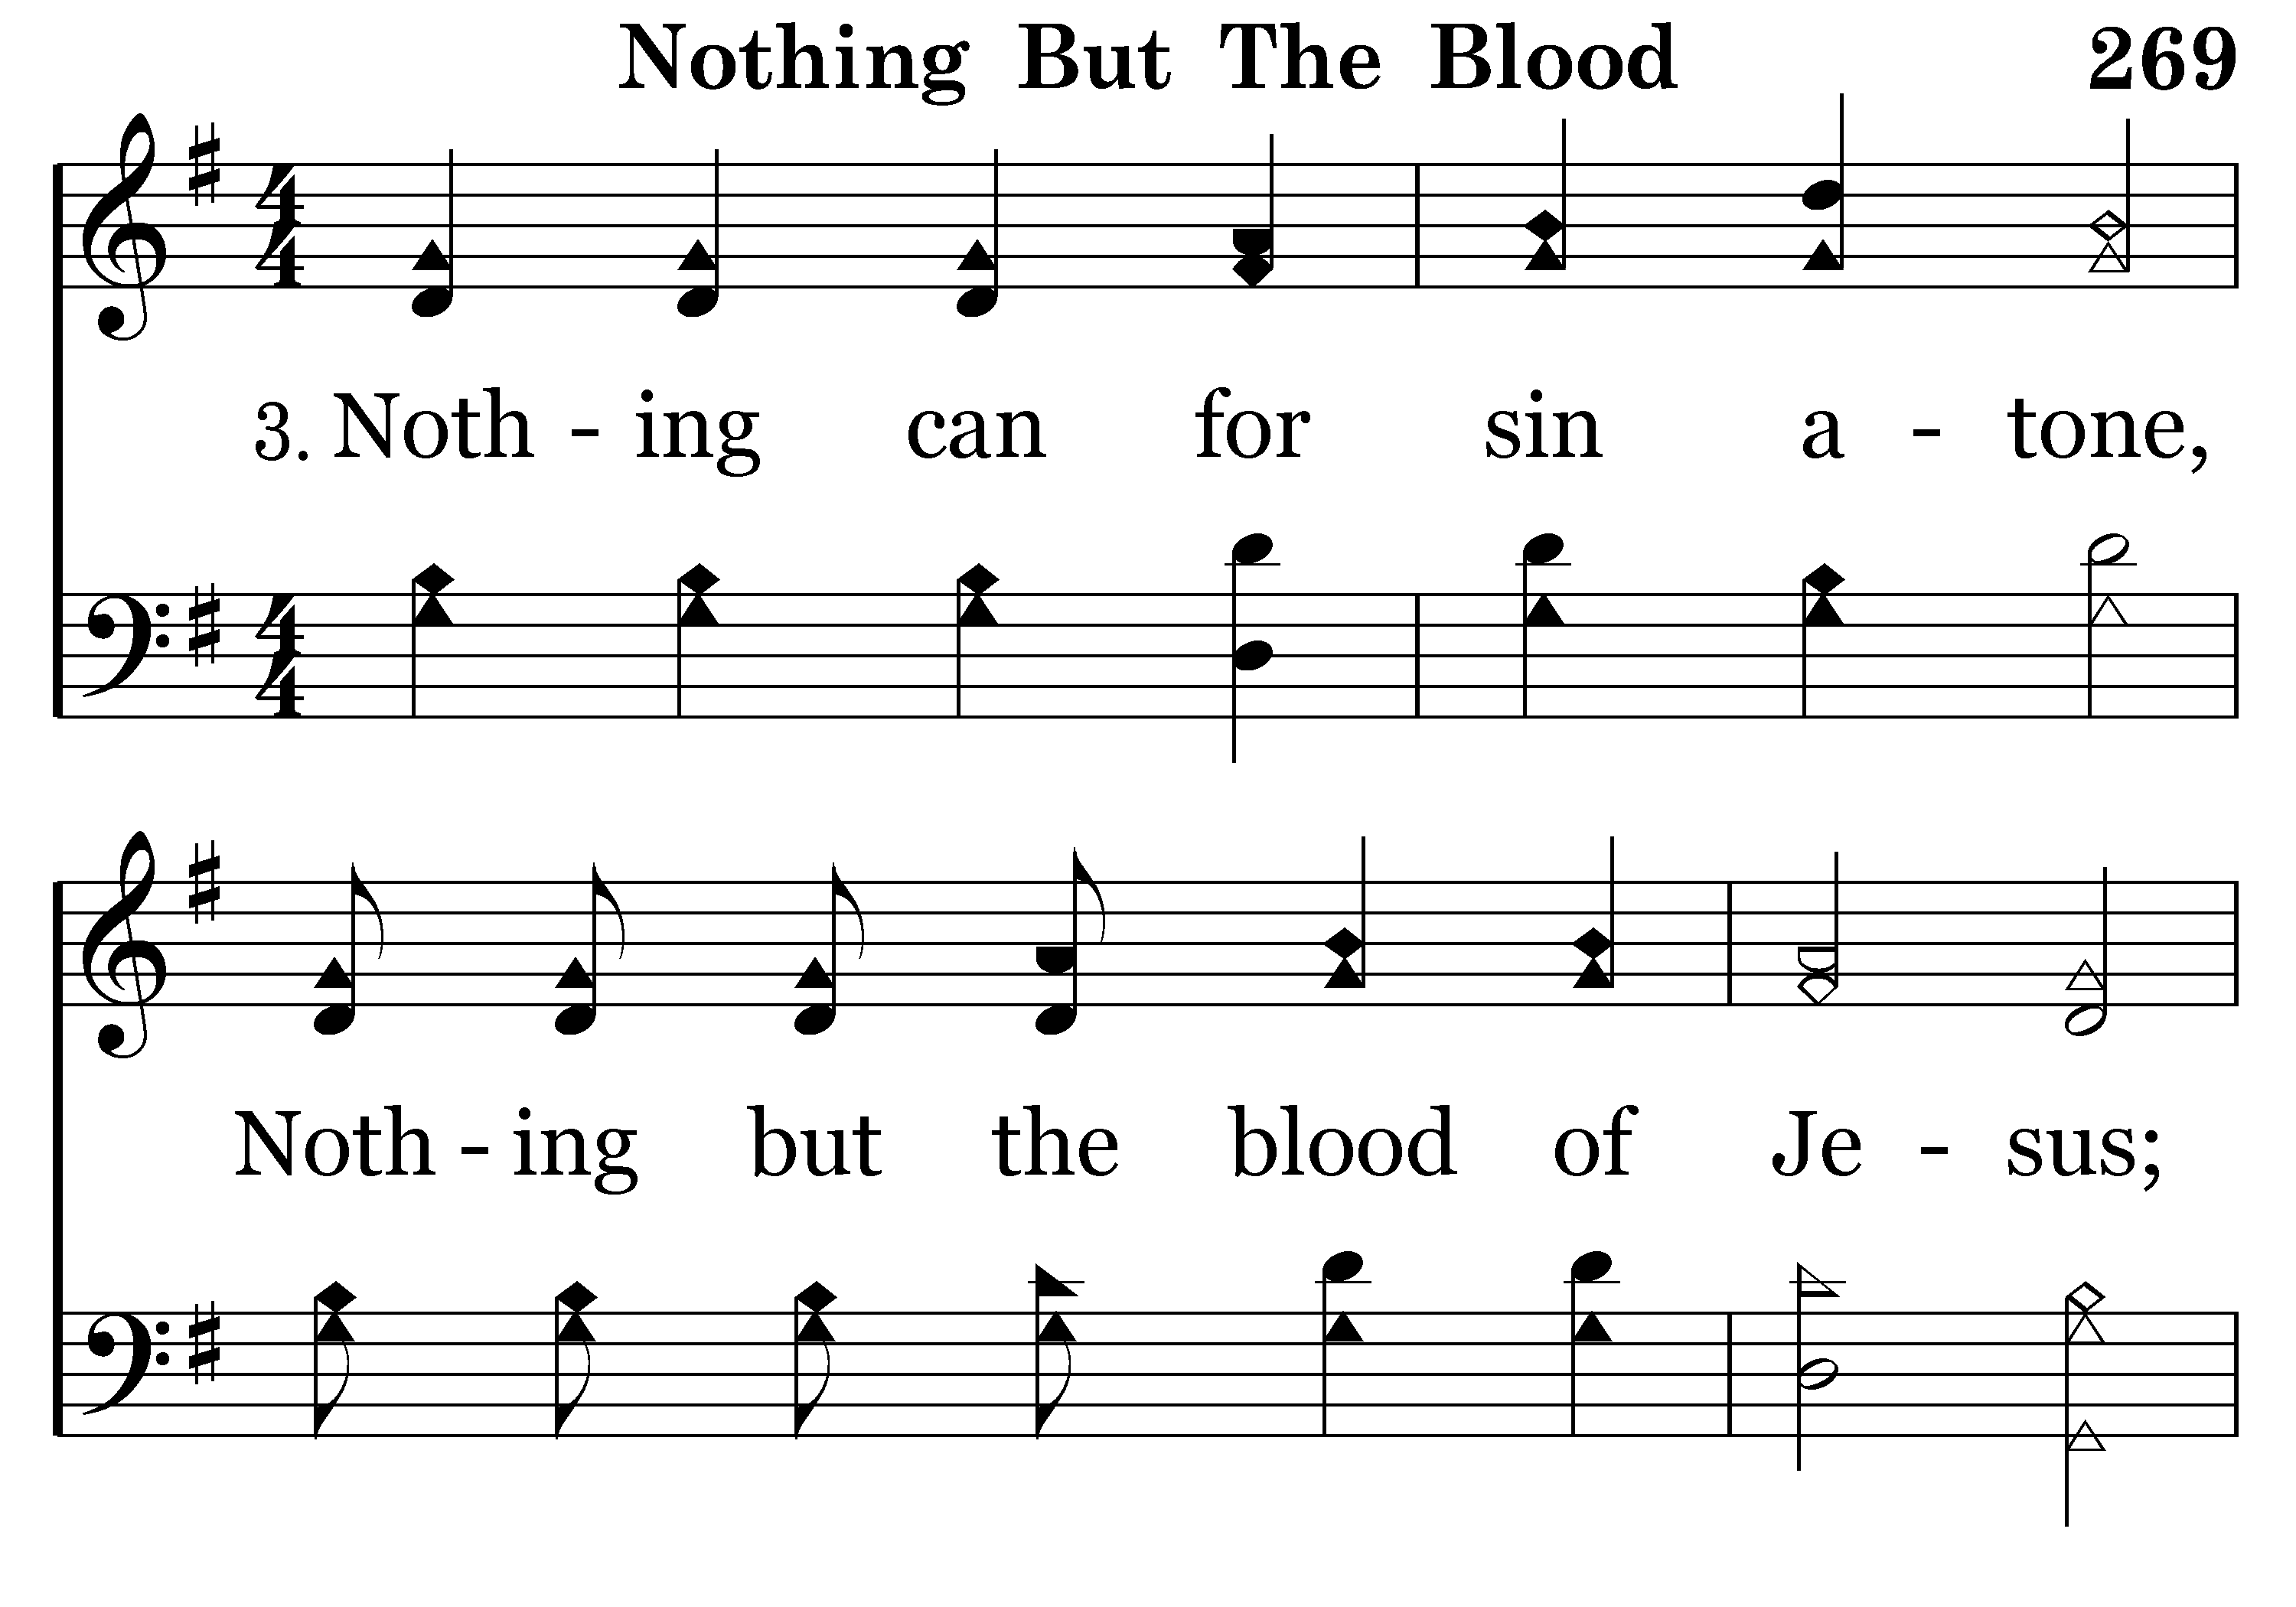 Nothing But The Blood 269
3. Noth - ing can for sin a - tone,
Noth - ing but the blood of Je - sus;